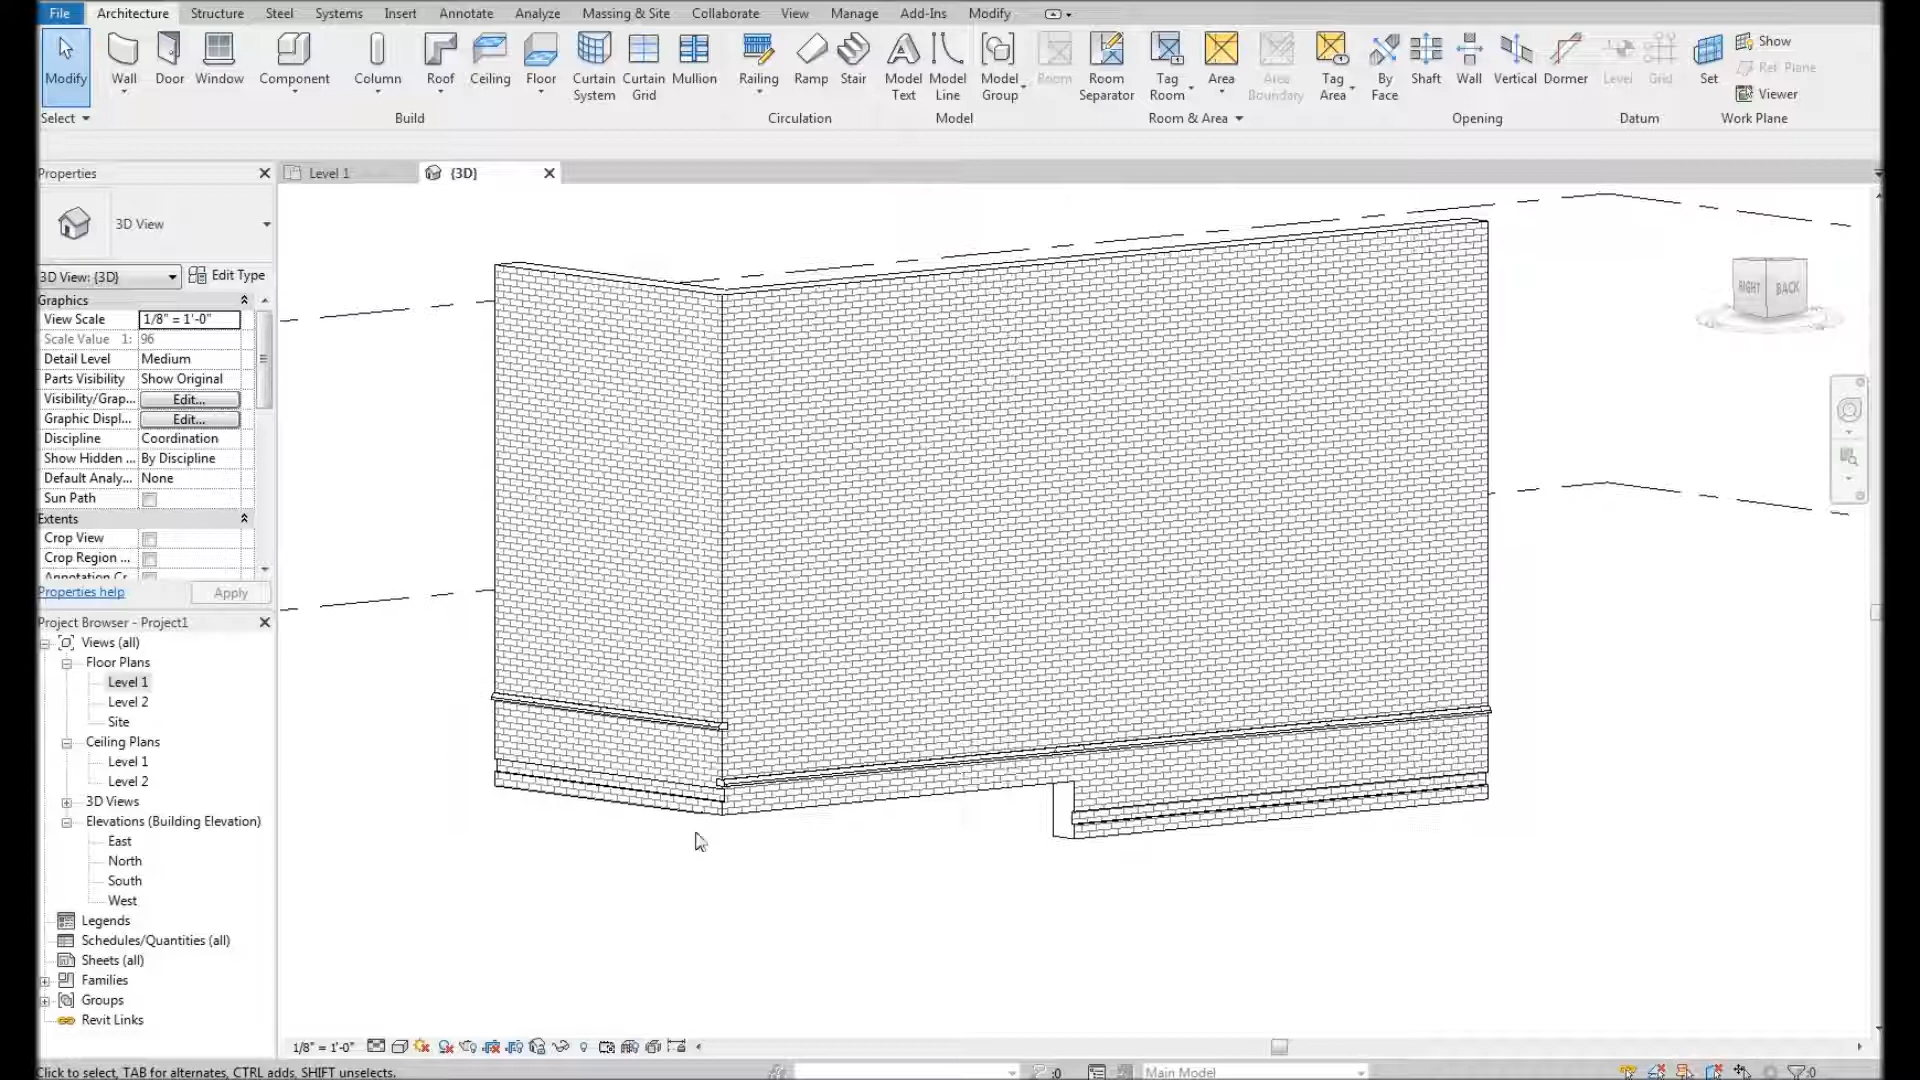 File Architecture Structure Steel Systems Insert Annotate Analyze Massing & Site Collaborate View Manage Add-Ins Modify
Modify Wall Door Window Component Column Roof Ceiling Floor Curtain System Curtain Grid Mullion Railing Ramp Stair Model Text Model Line Model Group Room Room Separator Tag Room Area Area Boundary Tag Area By Face Shaft Wall Vertical Dormer Level Grid Set Show
Ref Plane
Viewer
Select Build Circulation Model Room & Area Opening Datum Work Plane
Properties
Level 1
{3D}
3D View
3D View: {3D} Edit Type
Graphics
View Scale 1/8" = 1'-0"
Scale Value 1: 96
Detail Level Medium
Parts Visibility Show Original
Visibility/Grap... Edit...
Graphic Displ... Edit...
Discipline Coordination
Show Hidden ... By Discipline
Default Analy... None
Sun Path
Extents
Crop View
Crop Region ...
Annotation Cr
Properties help Apply
RIGHT BACK
Project Browser - Project1
Views (all)
Floor Plans
Level 1
Level 2
Site
Ceiling Plans
Level 1
Level 2
3D Views
Elevations (Building Elevation)
East
North
South
West
Legends
Schedules/Quantities (all)
Sheets (all)
Families
Groups
Revit Links
1/8" = 1'-0"
Click to select, TAB for alternates, CTRL adds, SHIFT unselects. :0 Main Model :0